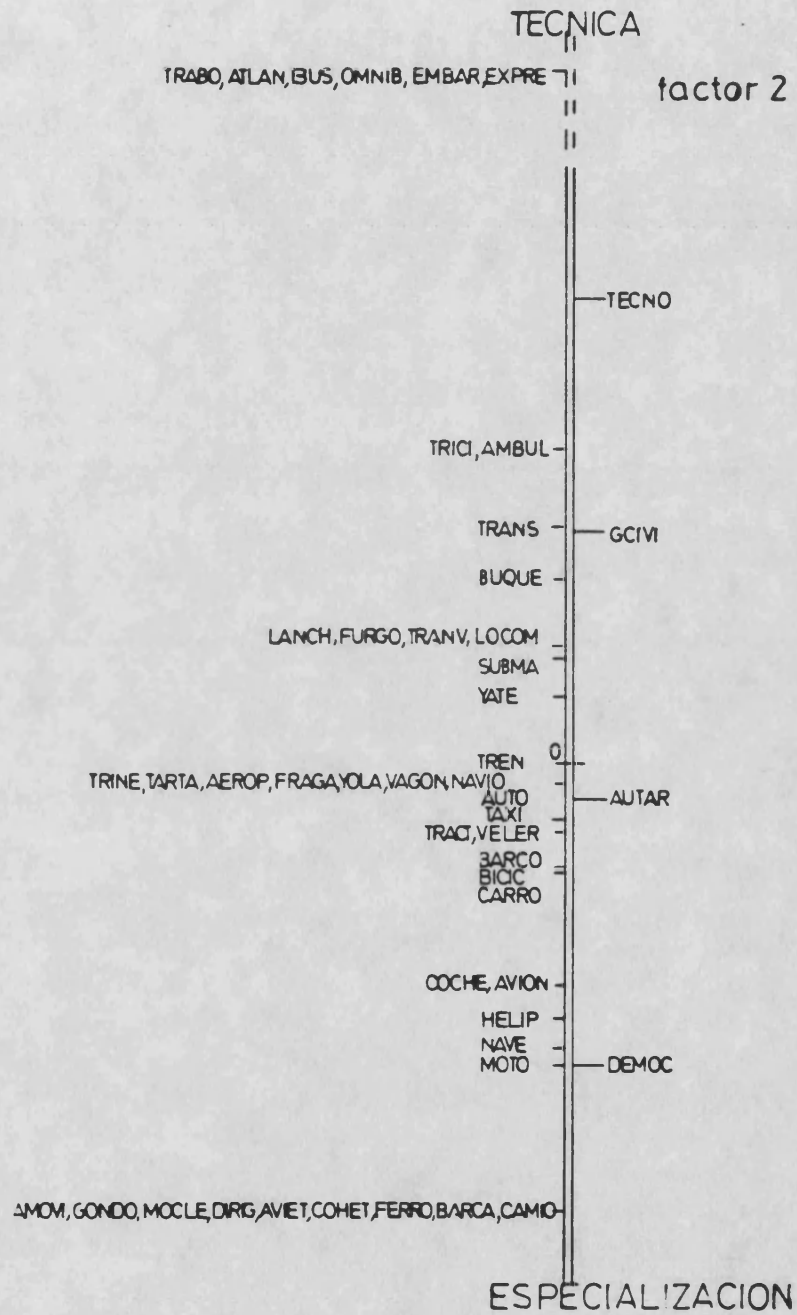 TECNICA
TRABO, ATLAN, BUS, OMNIB, EMBAR, EXPRE
factor 2
TECNO
TRICI, AMBUL
TRANS
GCIVI
BUQUE
LANCH, FURGO, TRANV, LOCOM
SUBMA
YATE
TREN 0
TRINE, TARTA, AEROP, FRAGA, YOLA, VAGON, NAVIO
AUTO
AUTAR
TAXI
TRACT, VELER
BARCO
BICIC
CARRO
COCHE, AVION
HELIP
NAVE
MOTO
DEMOC
AMOVI, GONDO, MOCLE, DIRIG, AVIET, COHET, FERRO, BARCA, CAMIO
ESPECIALIZACION